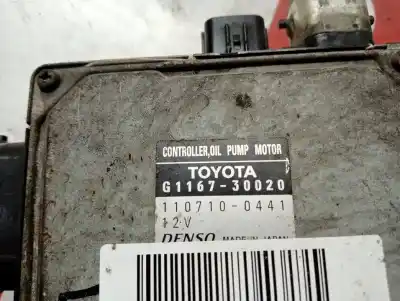 CONTROLLER,OIL PUMP MOTOR
TOYOTA
G1167-30020
110710-0441
12V
DENSO MADE IN JAPAN